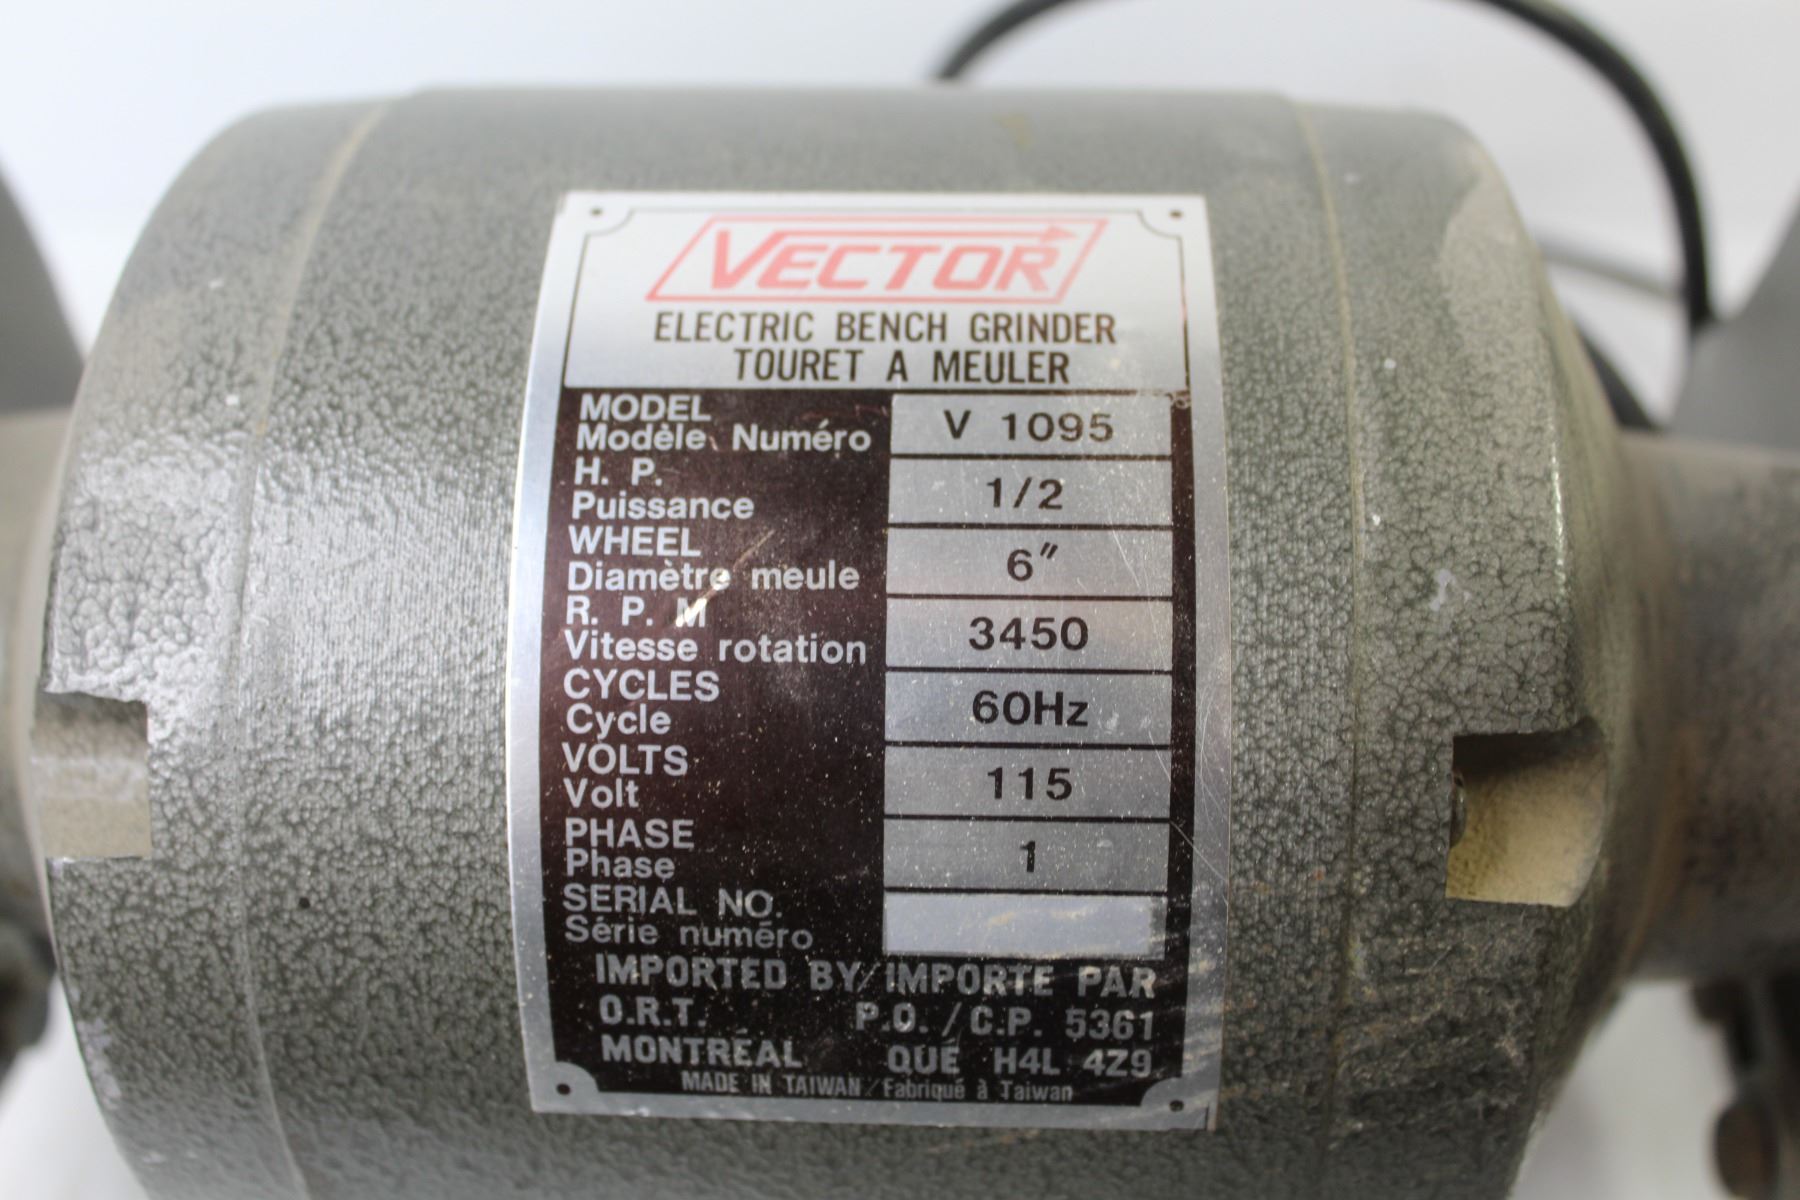 VECTOR
ELECTRIC BENCH GRINDER
TOURET A MEULER
MODEL
Modèle Numéro
V 1095
H. P.
Puissance
1/2
WHEEL
Diamètre meule
6"
R. P. M
Vitesse rotation
3450
CYCLES
Cycle
60Hz
VOLTS
Volt
115
PHASE
Phase
1
SERIAL NO.
Série numéro
IMPORTED BY/IMPORTE PAR
O.R.T. P.O./C.P. 5361
MONTRÉAL QUÉ H4L 4Z9
MADE IN TAIWAN/Fabriqué à Taiwan